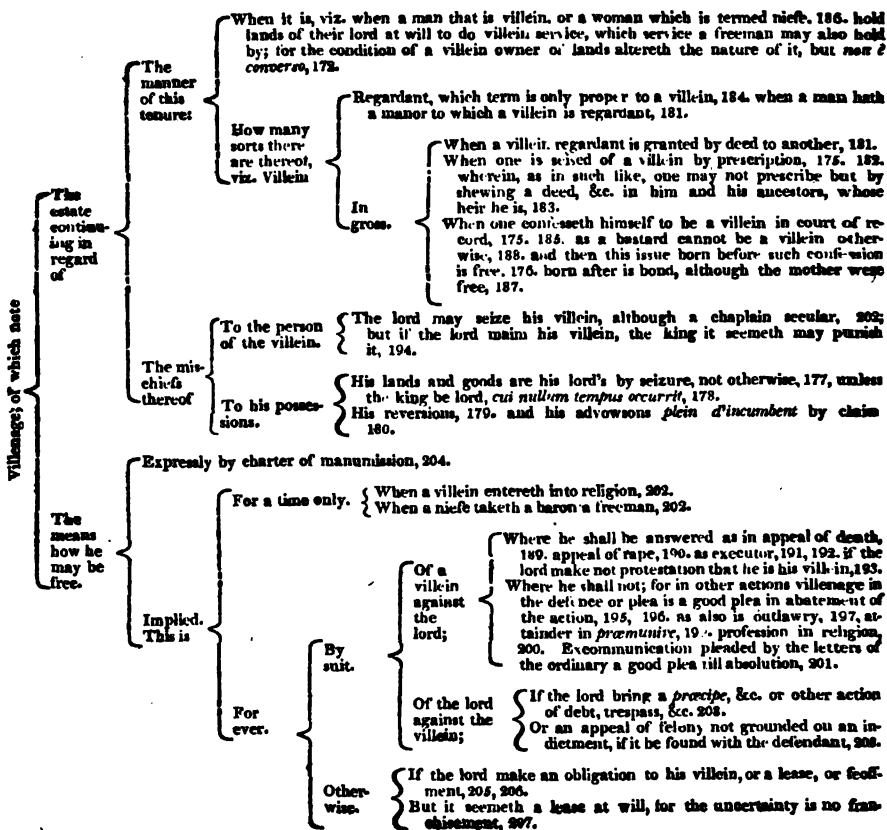 Villenage; of which note
The
estate
continu-
ing in
regard
of
The
manner
of this
tenure:
When it is, viz. when a man that is villein, or a woman which is termed niefe. 186. hold
lands of their lord at will to do villein service, which service a freeman may also hold
by; for the condition of a villein owner of lands altereth the nature of it, but non è
converso, 172.
How many
sorts there
are thereof,
viz. Villein
Regardant, which term is only proper to a villein, 184. when a man hath
a manor to which a villein is regardant, 181.
In
gross.
When a villein regardant is granted by deed to another, 181.
When one is seised of a villein by prescription, 175. 182.
wherein, as in such like, one may not prescribe but by
shewing a deed, &c. in him and his ancestors, whose
heir he is, 183.
When one confesseth himself to be a villein in court of re-
cord, 175. 185. as a bastard cannot be a villein other-
wise, 188. and then this issue born before such confession
is free. 176. born after is bond, although the mother were
free, 187.
The mis-
chiefs
thereof
To the person
of the villein.
The lord may seize his villein, although a chaplain secular, 202;
but if the lord maim his villein, the king it seemeth may punish
it, 194.
To his posses-
sions.
His lands and goods are his lord's by seizure, not otherwise, 177, unless
the king be lord, cui nullum tempus occurrit, 178.
His reversions, 179. and his advowsons plein d'incumbent by claim
180.
The
means
how he
may be
free.
Expressly by charter of manumission, 204.
Implied.
This is
For a time only.
When a villein entereth into religion, 202.
When a niefe taketh a baron a freeman, 202.
For
ever.
By
suit.
Of a
villein
against
the
lord;
Where he shall be answered as in appeal of death,
189. appeal of rape, 190. as executor, 191, 192. if the
lord make not protestation that he is his villein, 193.
Where he shall not; for in other actions villenage in
the defence or plea is a good plea in abatement of
the action, 195, 196. as also is outlawry, 197, at-
tainder in præmunire, profession in religion,
200. Excommunication pleaded by the letters of
the ordinary a good plea till absolution, 201.
Of the lord
against the
villein;
If the lord bring a præcipe, &c. or other action
of debt, trespass, &c. 208.
Or an appeal of felony not grounded on an in-
dictment, if it be found with the defendant, 208.
Other-
wise.
If the lord make an obligation to his villein, or a lease, or feoff-
ment, 205, 206.
But it seemeth a lease at will, for the uncertainty is no fran-
chisement, 207.